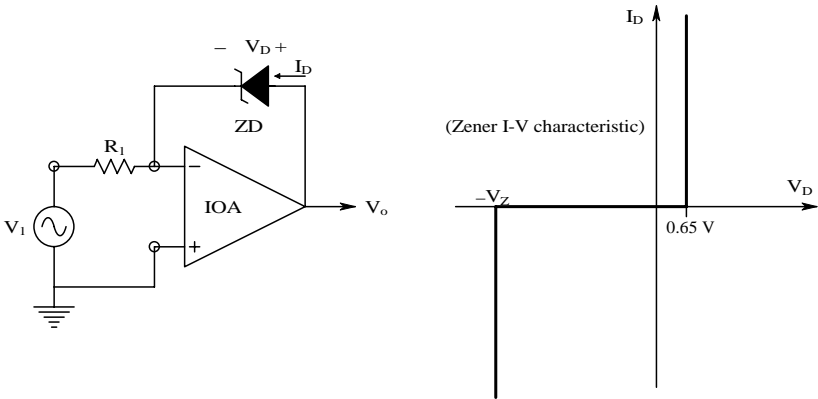 − V_D +
I_D
ZD
R_1
−
IOA
V_o
V_1
+
I_D
(Zener I-V characteristic)
−V_Z
V_D
0.65 V